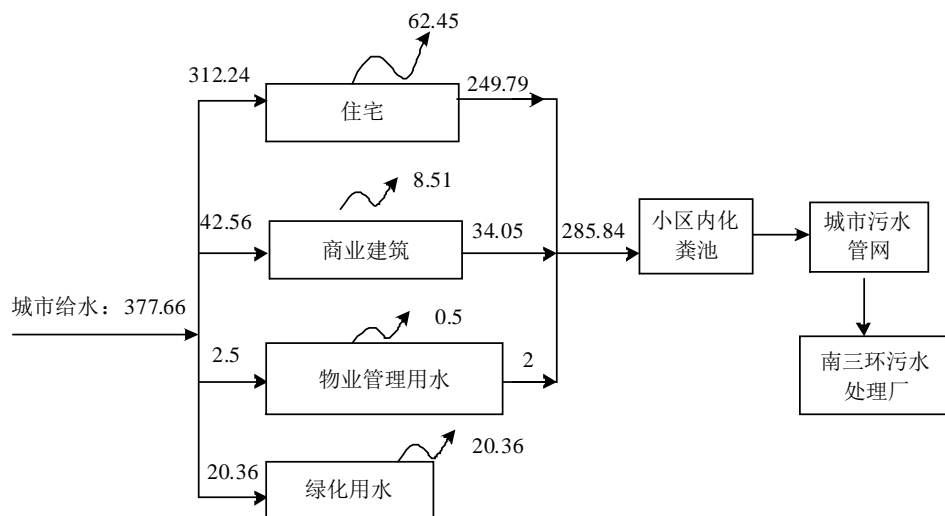 62.45
312.24
249.79
住宅
8.51
42.56
34.05
285.84
商业建筑
小区内化
粪池
城市污水
管网
城市给水：377.66
0.5
2.5
2
物业管理用水
南三环污水
处理厂
20.36
20.36
绿化用水